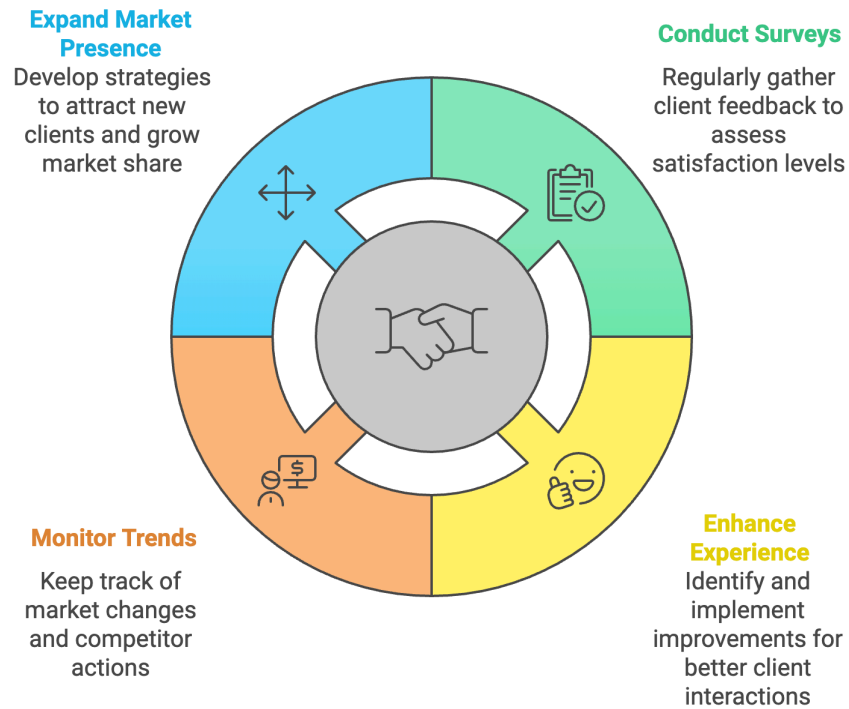 Expand Market
Presence
Develop strategies
to attract new
clients and grow
market share
Conduct Surveys
Regularly gather
client feedback to
assess
satisfaction levels
$
Monitor Trends
Keep track of
market changes
and competitor
actions
Enhance
Experience
Identify and
implement
improvements for
better client
interactions